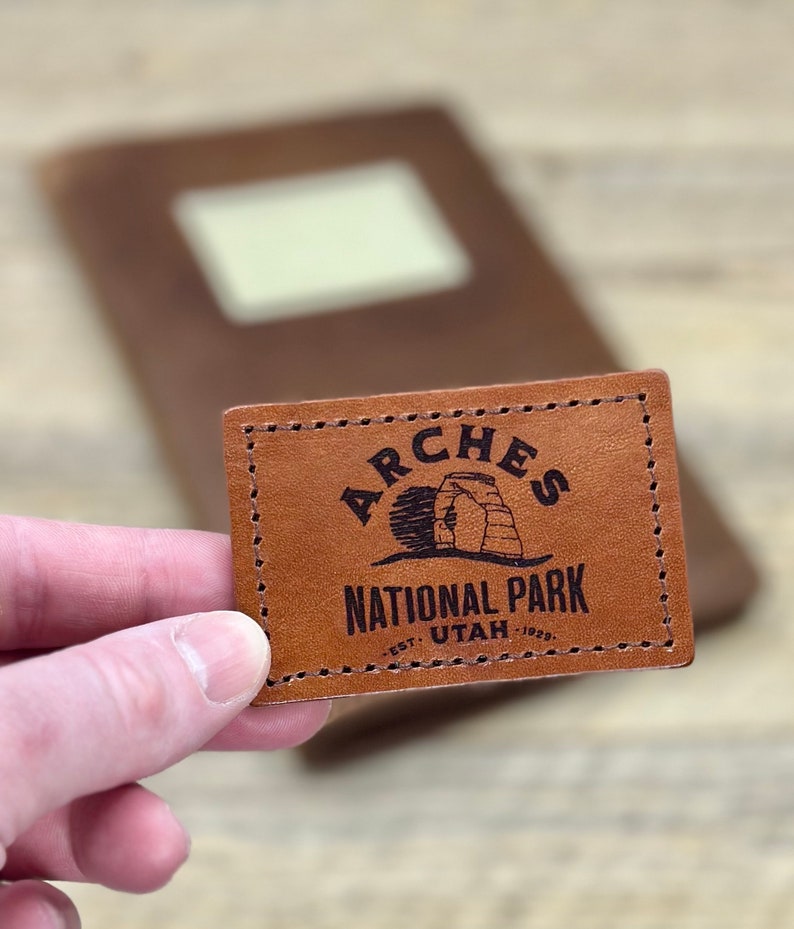 ARCHES
NATIONAL PARK
·EST· UTAH ·1929·